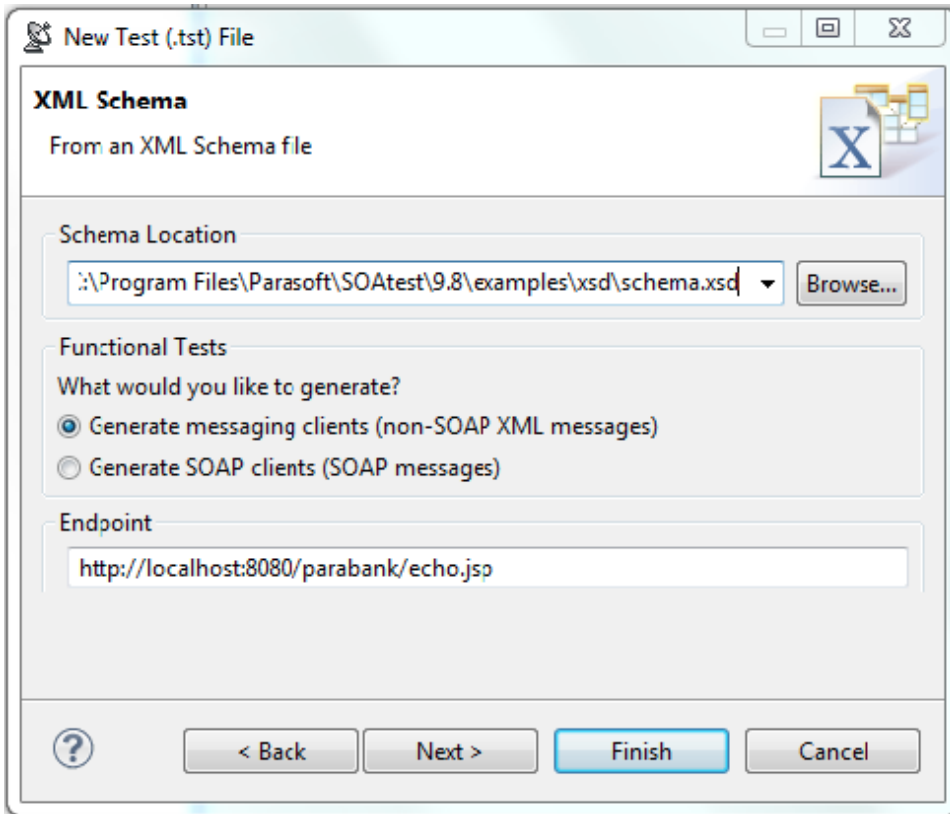 New Test (.tst) File
XML Schema
From an XML Schema file
X
Schema Location
:\Program Files\Parasoft\SOAtest\9.8\examples\xsd\schema.xsd
Browse...
Functional Tests
What would you like to generate?
Generate messaging clients (non-SOAP XML messages)
Generate SOAP clients (SOAP messages)
Endpoint
http://localhost:8080/parabank/echo.jsp
? < Back Next > Finish Cancel